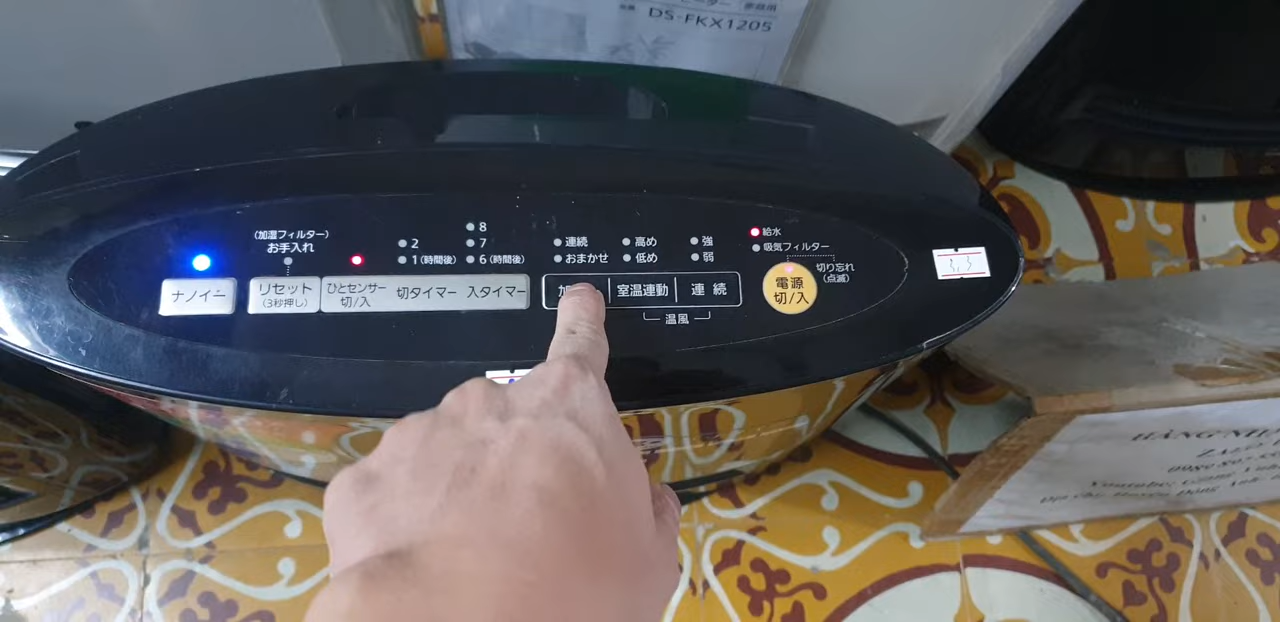 DS-FKX1205
8
7
6(時間後)
2
1(時間後)
(加湿フィルター)
お手入れ
連続
おまかせ
高め
低め
強
弱
給水
吸気フィルター
切り忘れ
(点滅)
ナノイー
リセット
(3秒押し)
ひとセンサー
切/入
切タイマー
入タイマー
加
室温連動
連続
温風
電源
切/入
3,3